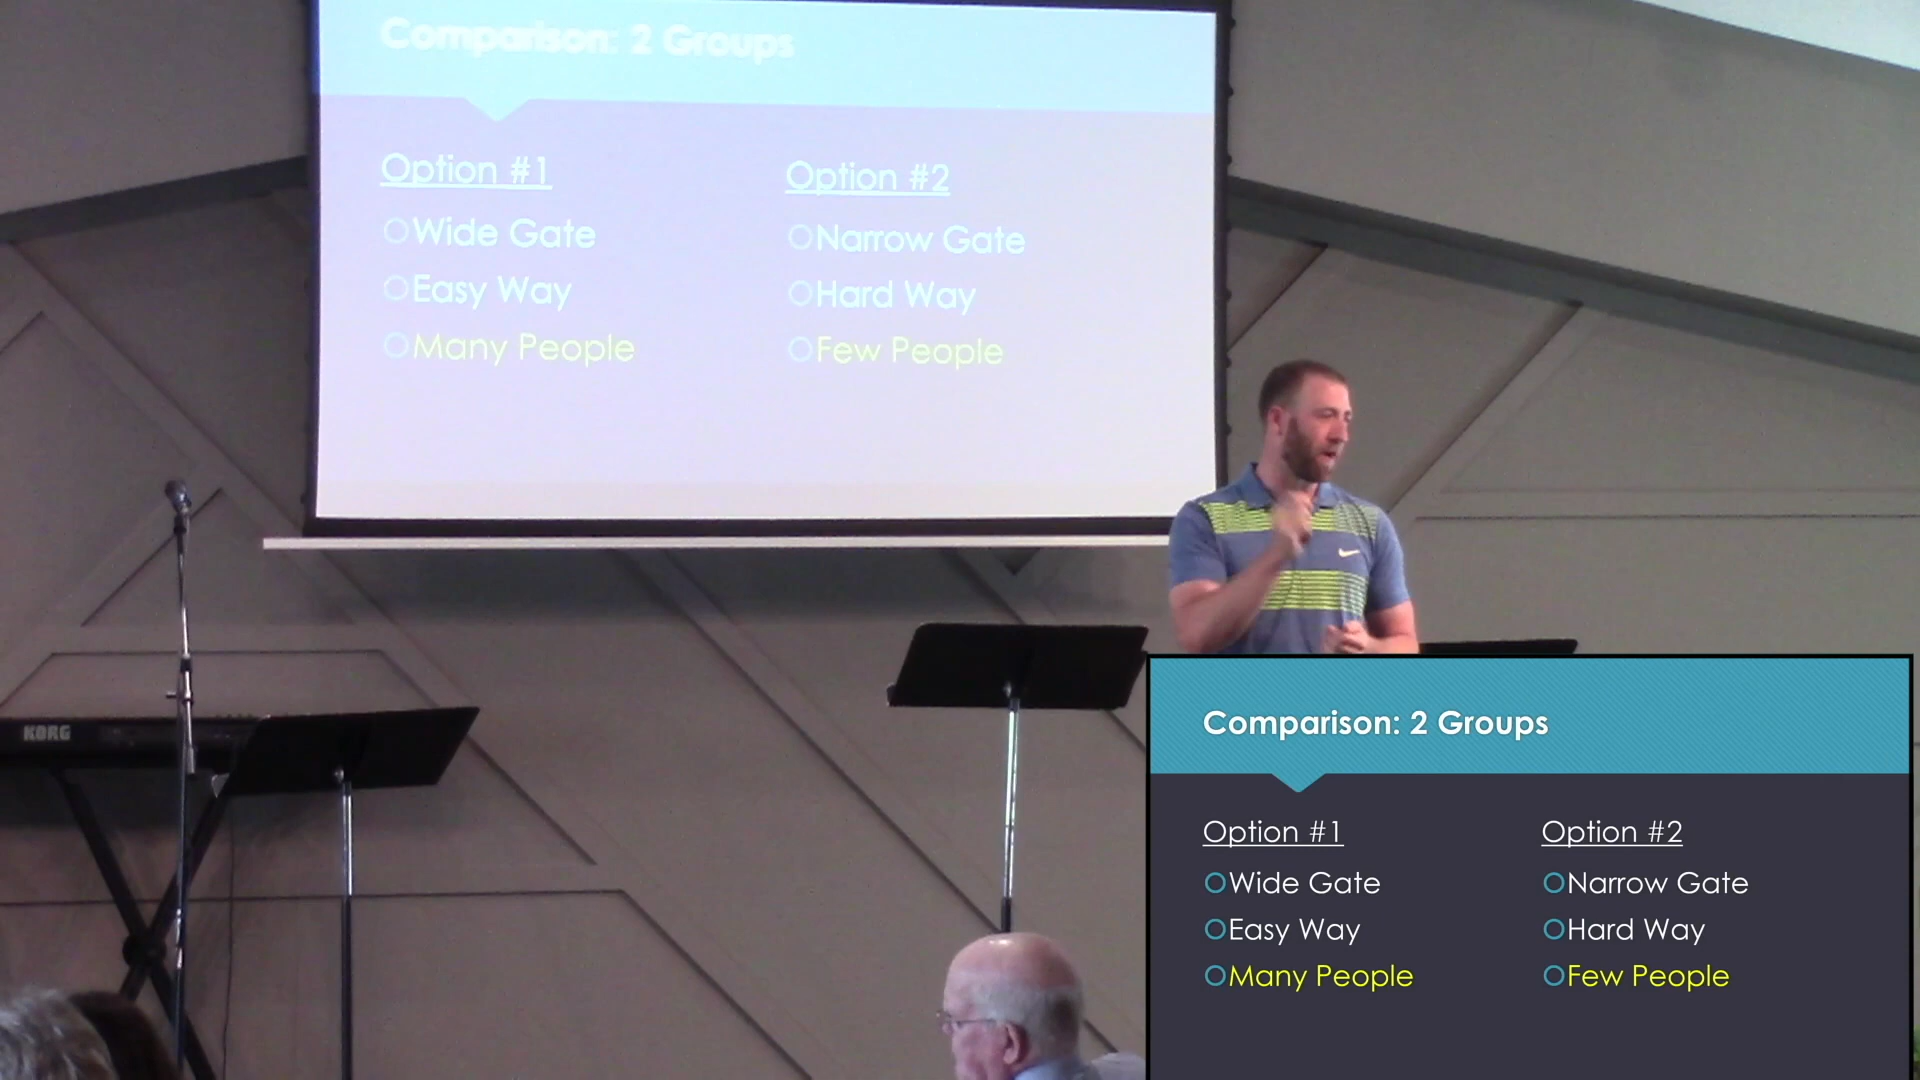 Comparison: 2 Groups
Option #1
Wide Gate
Easy Way
Many People
Option #2
Narrow Gate
Hard Way
Few People
KORG
Comparison: 2 Groups
Option #1
Wide Gate
Easy Way
Many People
Option #2
Narrow Gate
Hard Way
Few People